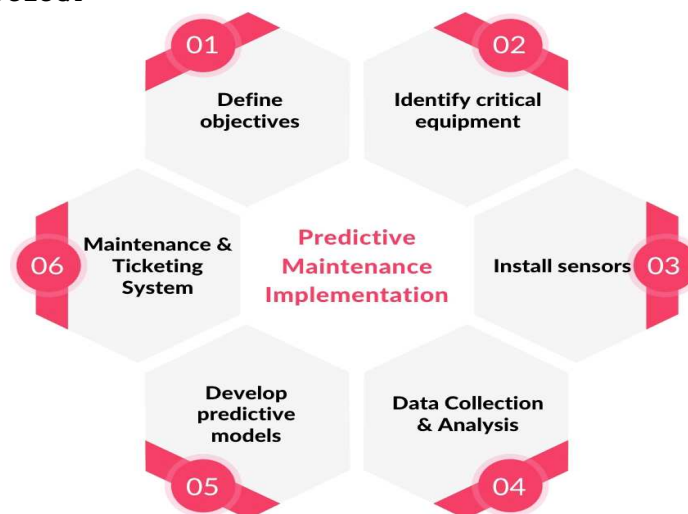 01
Define
objectives
02
Identify critical
equipment
Install sensors
03
Data Collection
& Analysis
04
Develop
predictive
models
05
Maintenance &
Ticketing
System
06
Predictive
Maintenance
Implementation